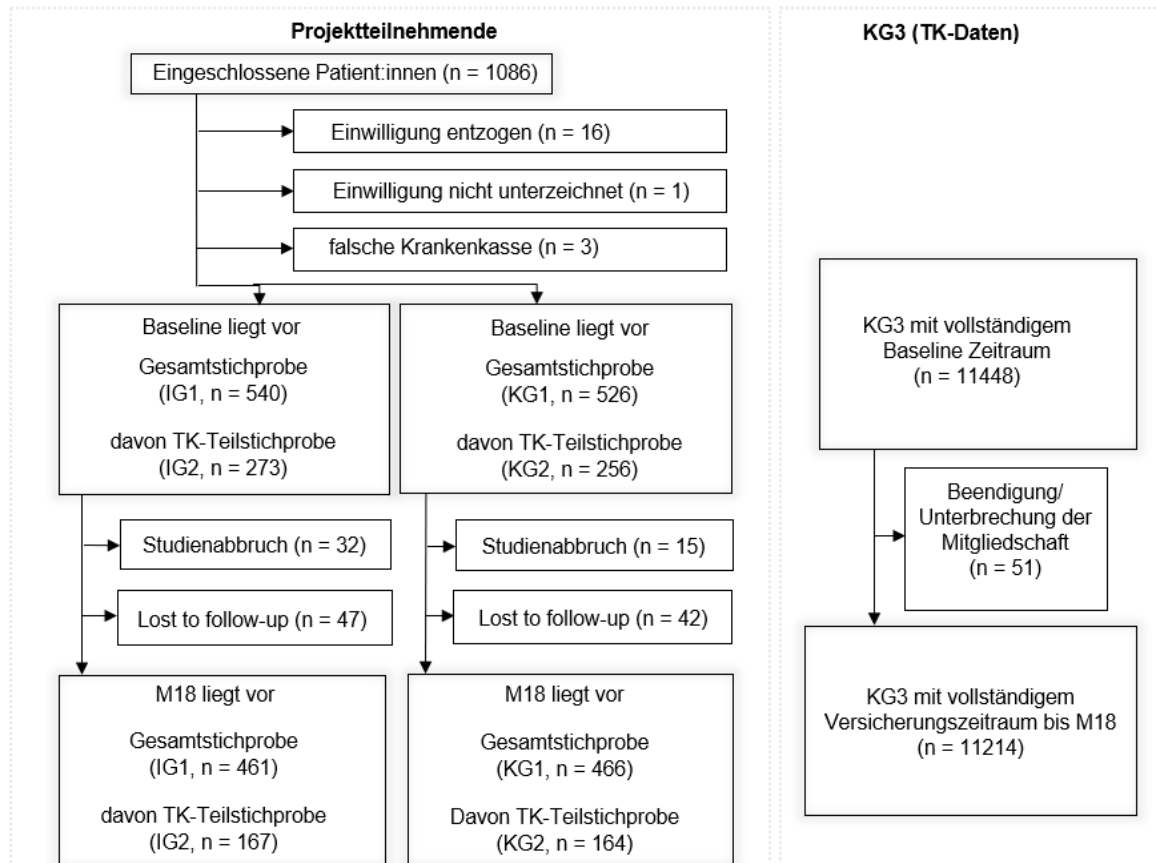 Projektteilnehmende
Eingeschlossene Patient:innen (n = 1086)
Einwilligung entzogen (n = 16)
Einwilligung nicht unterzeichnet (n = 1)
falsche Krankenkasse (n = 3)
Baseline liegt vor
Gesamtstichprobe
(IG1, n = 540)
davon TK-Teilstichprobe
(IG2, n = 273)
Baseline liegt vor
Gesamtstichprobe
(KG1, n = 526)
davon TK-Teilstichprobe
(KG2, n = 256)
Studienabbruch (n = 32)
Studienabbruch (n = 15)
Lost to follow-up (n = 47)
Lost to follow-up (n = 42)
M18 liegt vor
Gesamtstichprobe
(IG1, n = 461)
davon TK-Teilstichprobe
(IG2, n = 167)
M18 liegt vor
Gesamtstichprobe
(KG1, n = 466)
Davon TK-Teilstichprobe
(KG2, n = 164)
KG3 (TK-Daten)
KG3 mit vollständigem
Baseline Zeitraum
(n = 11448)
Beendigung/
Unterbrechung der
Mitgliedschaft
(n = 51)
KG3 mit vollständigem
Versicherungszeitraum bis M18
(n = 11214)